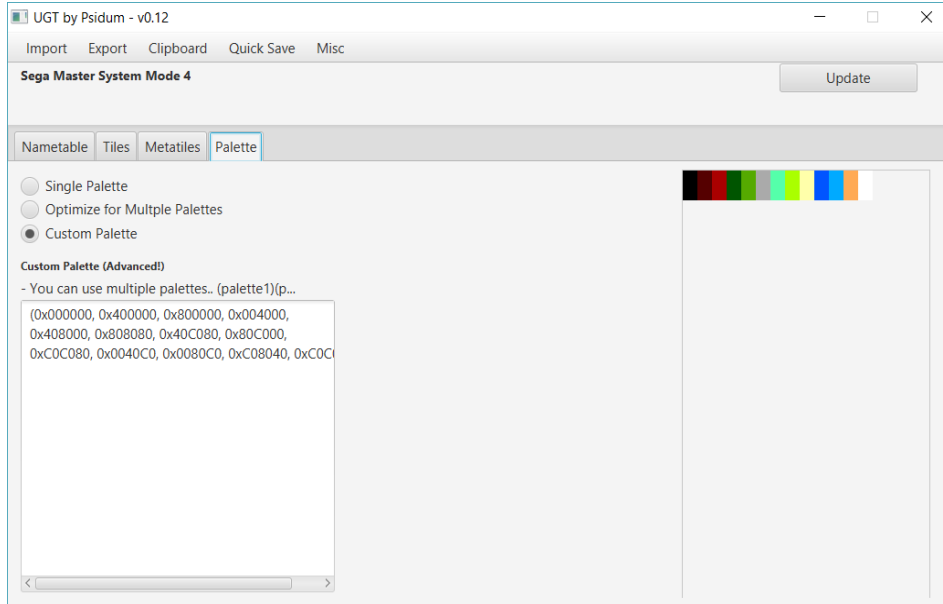 UGT by Psidum - v0.12
Import Export Clipboard Quick Save Misc
Sega Master System Mode 4
Update
Nametable Tiles Metatiles Palette
Single Palette
Optimize for Multple Palettes
Custom Palette
Custom Palette (Advanced!)
- You can use multiple palettes.. (palette1)(p...
(0x000000, 0x400000, 0x800000, 0x004000,
0x408000, 0x808080, 0x40C080, 0x80C000,
0xC0C080, 0x0040C0, 0x0080C0, 0xC08040, 0xC0C0